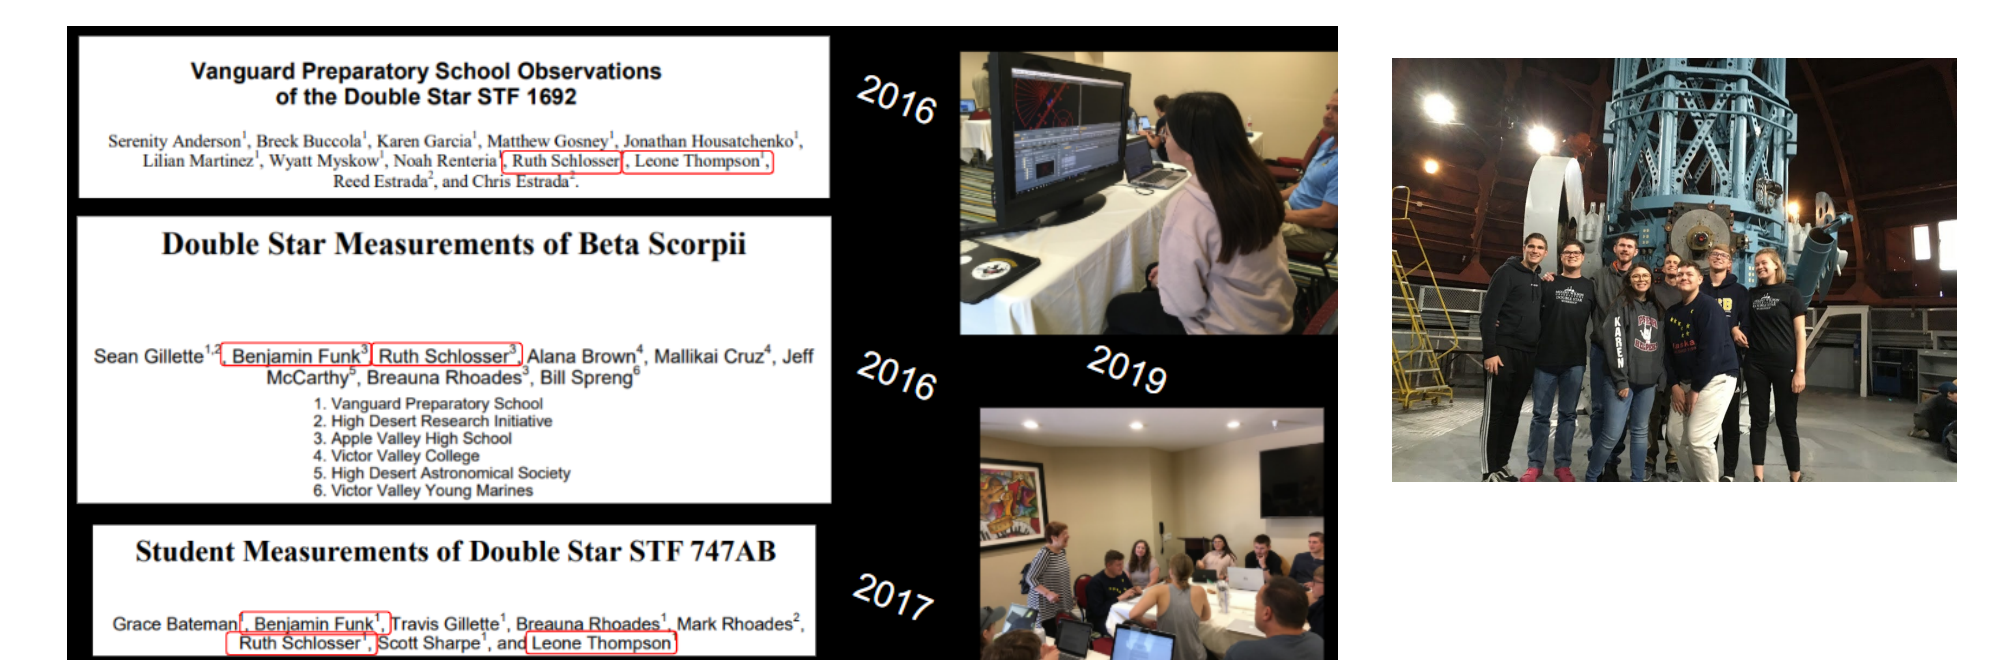 Vanguard Preparatory School Observations
of the Double Star STF 1692
Serenity Anderson¹, Breck Buccola¹, Karen Garcia¹, Matthew Gosney¹, Jonathan Housatchenko¹,
Lilian Martinez¹, Wyatt Myskow¹, Noah Renteria¹, Ruth Schlosser¹, Leone Thompson¹,
Reed Estrada², and Chris Estrada².
2016
Double Star Measurements of Beta Scorpii
Sean Gillette¹,², Benjamin Funk³, Ruth Schlosser³, Alana Brown⁴, Mallikai Cruz⁴, Jeff
McCarthy⁵, Breauna Rhoades³, Bill Spreng⁶
1. Vanguard Preparatory School
2. High Desert Research Initiative
3. Apple Valley High School
4. Victor Valley College
5. High Desert Astronomical Society
6. Victor Valley Young Marines
2016
Student Measurements of Double Star STF 747AB
Grace Bateman¹, Benjamin Funk¹, Travis Gillette¹, Breauna Rhoades¹, Mark Rhoades²,
Ruth Schlosser¹, Scott Sharpe¹, and Leone Thompson¹
2017
2019
KAREN